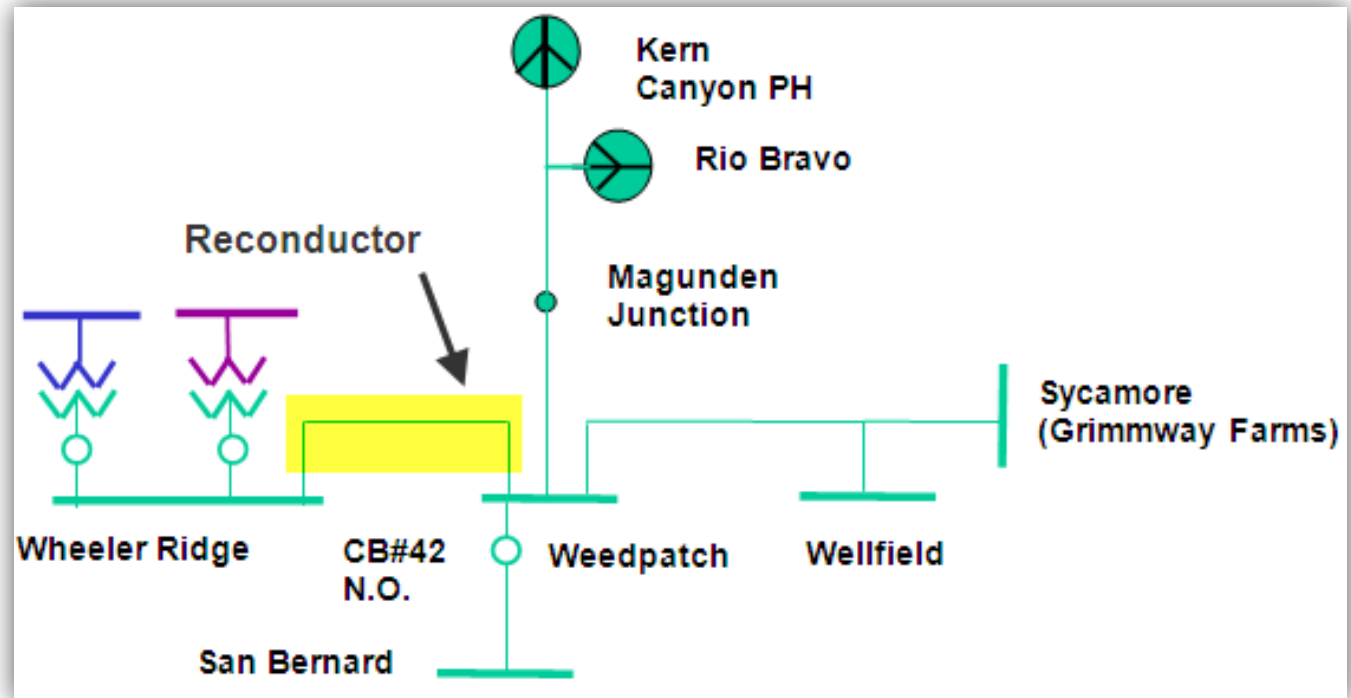 Kern
Canyon PH
Rio Bravo
Reconductor
Magunden
Junction
Sycamore
(Grimmway Farms)
Wheeler Ridge
CB#42
N.O.
Weedpatch
Wellfield
San Bernard